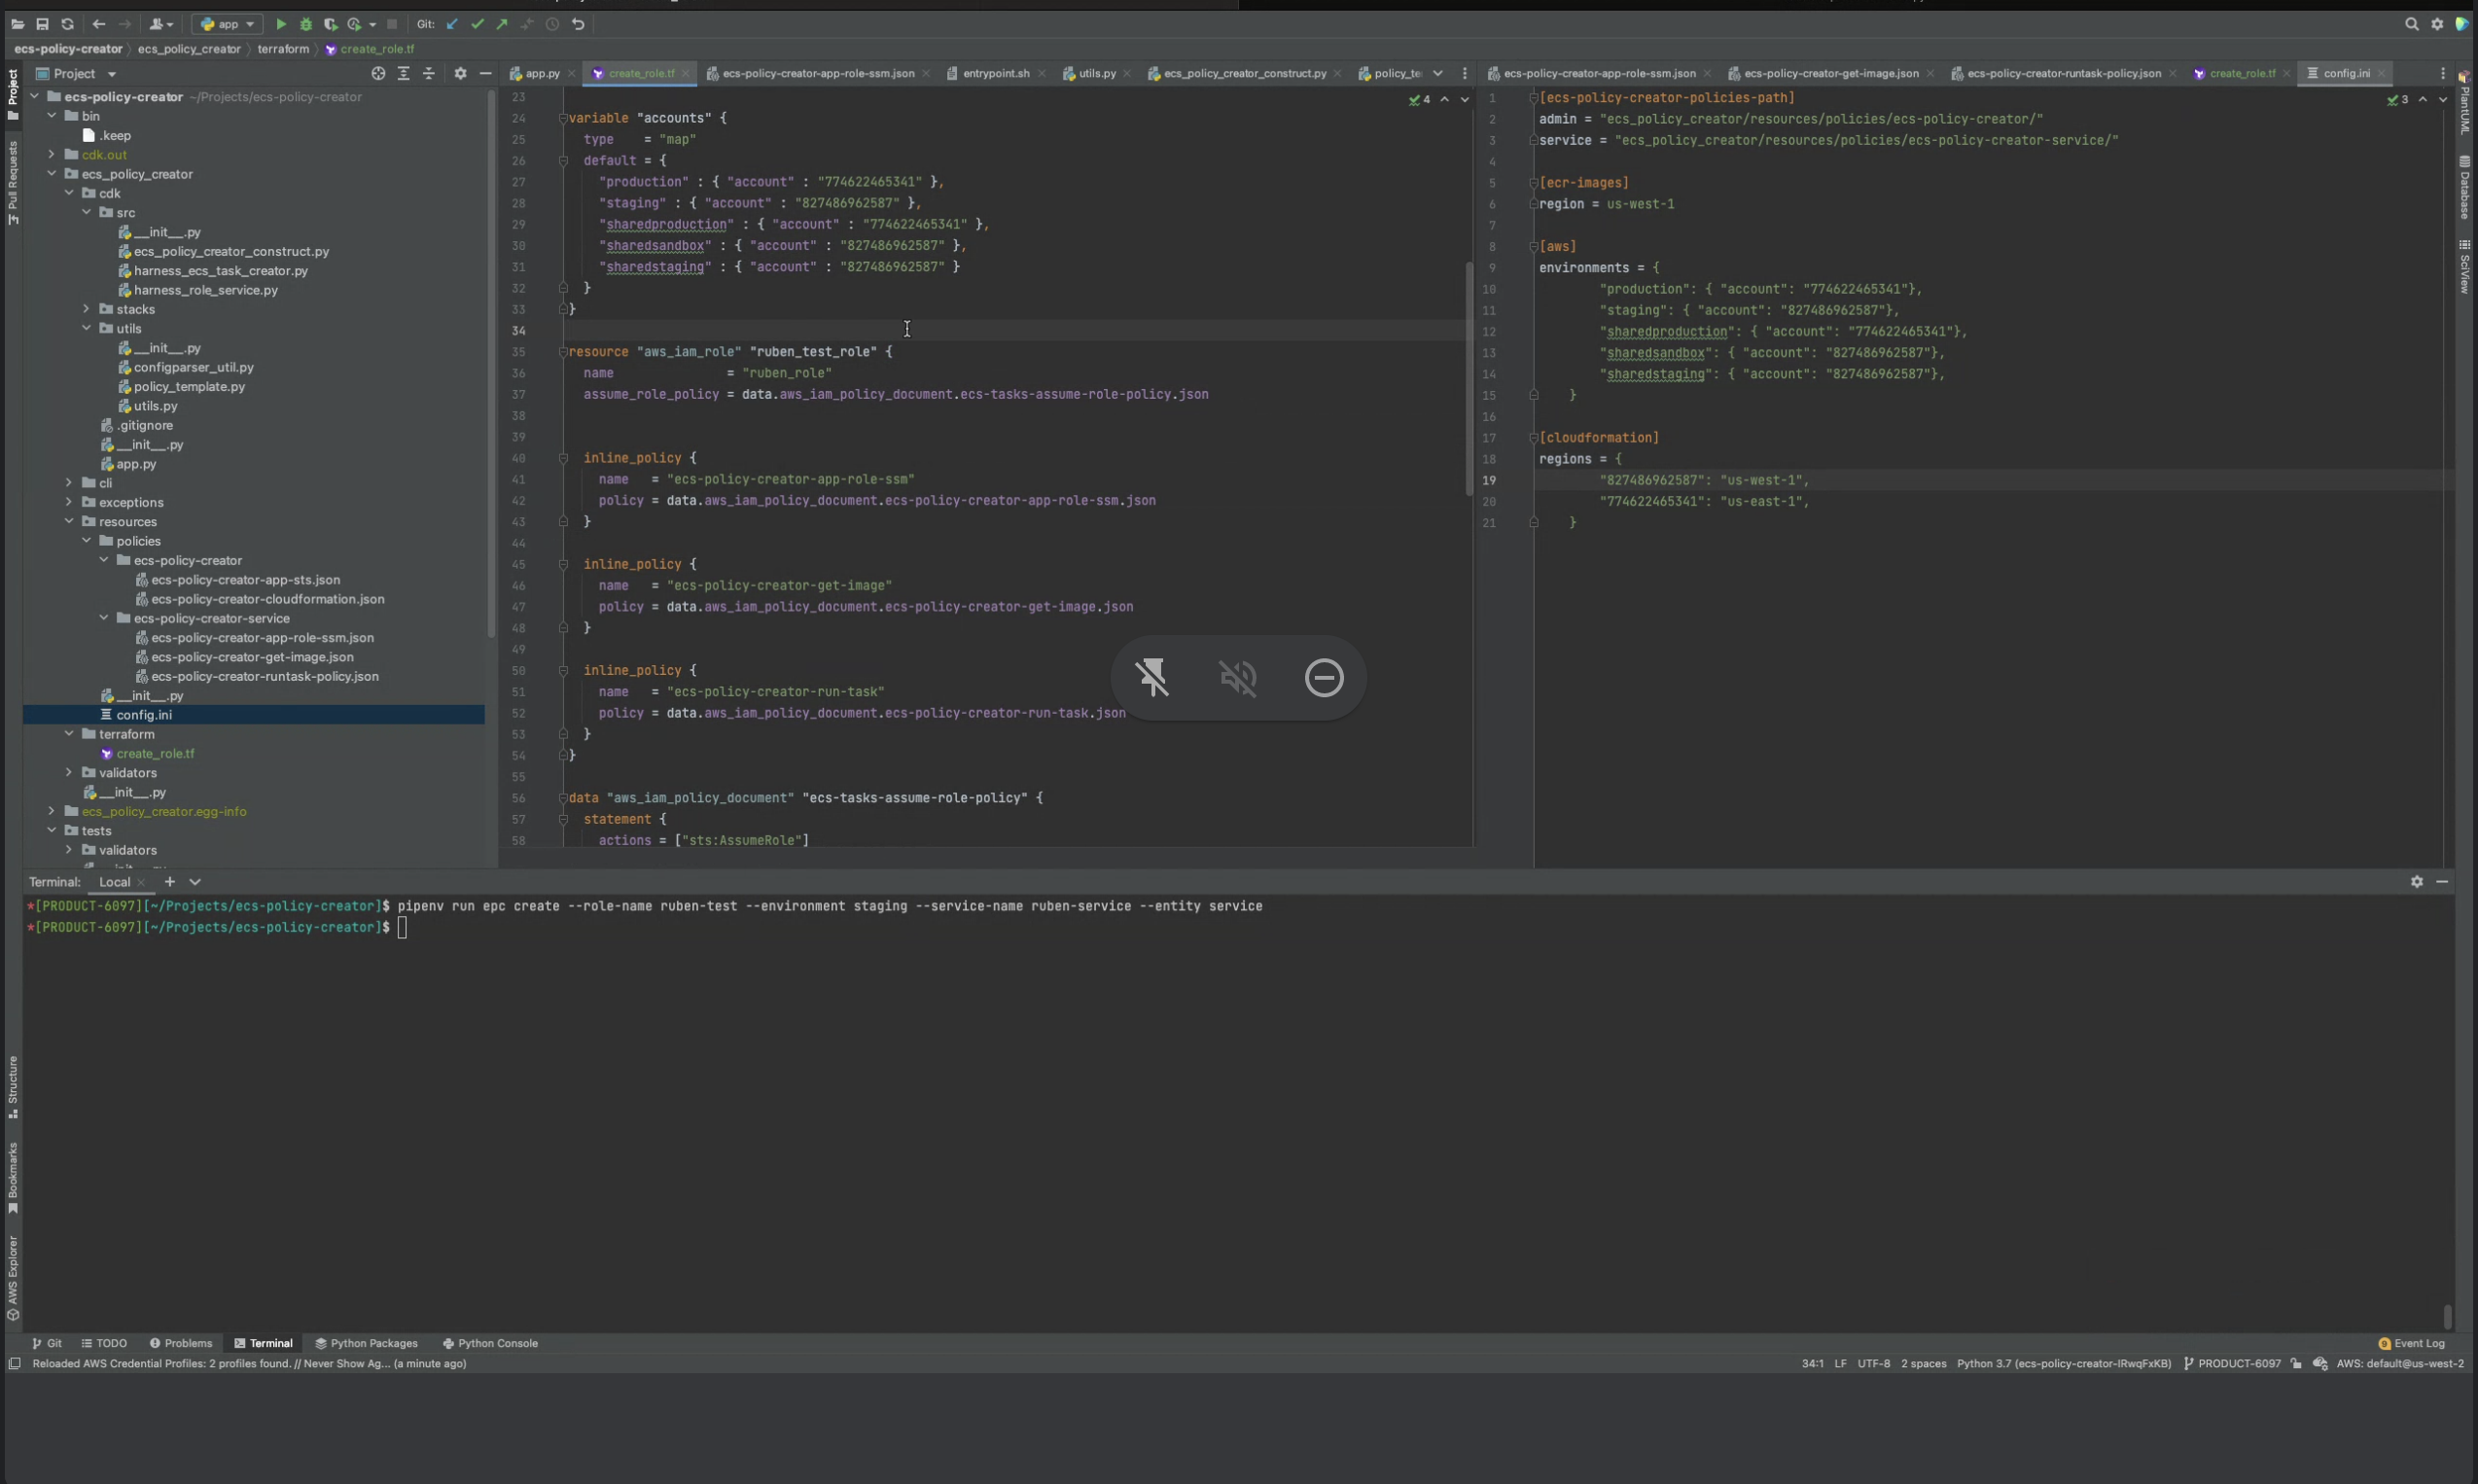 app
Git:
ecs-policy-creator
ecs_policy_creator
terraform
create_role.tf
Project
app.py
create_role.tf
ecs-policy-creator-app-role-ssm.json
entrypoint.sh
utils.py
ecs_policy_creator_construct.py
policy_te
ecs-policy-creator-app-role-ssm.json
ecs-policy-creator-get-image.json
ecs-policy-creator-runtask-policy.json
create_role.tf
config.ini
Project
Pull Requests
Structure
Bookmarks
AWS Explorer
ecs-policy-creator ~/Projects/ecs-policy-creator
bin
.keep
cdk.out
ecs_policy_creator
cdk
src
__init__.py
ecs_policy_creator_construct.py
harness_ecs_task_creator.py
harness_role_service.py
stacks
utils
__init__.py
configparser_util.py
policy_template.py
utils.py
.gitignore
__init__.py
app.py
cli
exceptions
resources
policies
ecs-policy-creator
ecs-policy-creator-app-sts.json
ecs-policy-creator-cloudformation.json
ecs-policy-creator-service
ecs-policy-creator-app-role-ssm.json
ecs-policy-creator-get-image.json
ecs-policy-creator-runtask-policy.json
__init__.py
config.ini
terraform
create_role.tf
validators
__init__.py
ecs_policy_creator.egg-info
tests
validators
4
23
24 variable "accounts" {
25 type = "map"
26 default = {
27 "production" : { "account" : "774622465341" },
28 "staging" : { "account" : "827486962587" },
29 "sharedproduction" : { "account" : "774622465341" },
30 "sharedsandbox" : { "account" : "827486962587" },
31 "sharedstaging" : { "account" : "827486962587" }
32 }
33 }
34
35 resource "aws_iam_role" "ruben_test_role" {
36 name = "ruben_role"
37 assume_role_policy = data.aws_iam_policy_document.ecs-tasks-assume-role-policy.json
38
39
40 inline_policy {
41 name = "ecs-policy-creator-app-role-ssm"
42 policy = data.aws_iam_policy_document.ecs-policy-creator-app-role-ssm.json
43 }
44
45 inline_policy {
46 name = "ecs-policy-creator-get-image"
47 policy = data.aws_iam_policy_document.ecs-policy-creator-get-image.json
48 }
49
50 inline_policy {
51 name = "ecs-policy-creator-run-task"
52 policy = data.aws_iam_policy_document.ecs-policy-creator-run-task.json
53 }
54 }
55
56 data "aws_iam_policy_document" "ecs-tasks-assume-role-policy" {
57 statement {
58 actions = ["sts:AssumeRole"]
3
1 [ecs-policy-creator-policies-path]
2 admin = "ecs_policy_creator/resources/policies/ecs-policy-creator/"
3 service = "ecs_policy_creator/resources/policies/ecs-policy-creator-service/"
4
5 [ecr-images]
6 region = us-west-1
7
8 [aws]
9 environments = {
10 "production": { "account": "774622465341"},
11 "staging": { "account": "827486962587"},
12 "sharedproduction": { "account": "774622465341"},
13 "sharedsandbox": { "account": "827486962587"},
14 "sharedstaging": { "account": "827486962587"},
15 }
16
17 [cloudformation]
18 regions = {
19 "827486962587": "us-west-1",
20 "774622465341": "us-east-1",
21 }
PlantUML
Database
SciView
Terminal: Local
*[PRODUCT-6097][~/Projects/ecs-policy-creator]$ pipenv run epc create --role-name ruben-test --environment staging --service-name ruben-service --entity service
*[PRODUCT-6097][~/Projects/ecs-policy-creator]$
Git
TODO
Problems
Terminal
Python Packages
Python Console
9 Event Log
Reloaded AWS Credential Profiles: 2 profiles found. // Never Show Ag... (a minute ago)
34:1 LF UTF-8 2 spaces Python 3.7 (ecs-policy-creator-lRwqFxKB) PRODUCT-6097 AWS: default@us-west-2